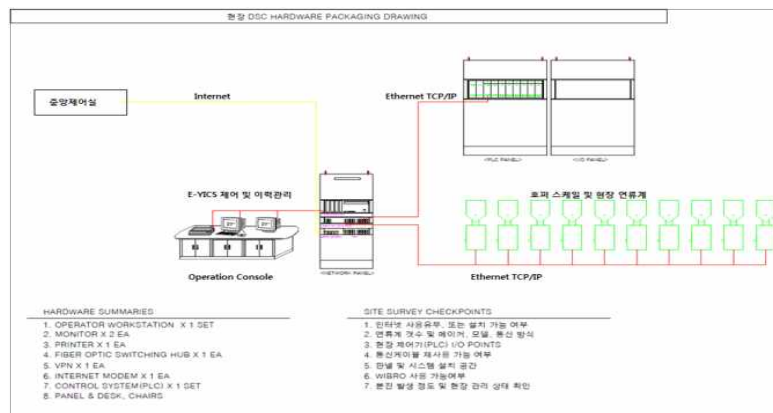 현장 DSC HARDWARE PACKAGING DRAWING
중앙제어실
Internet
Ethernet TCP/IP
<PLC PANEL>
<I/O PANEL>
E-YICS 제어 및 이력관리
호퍼 스케일 및 현장 연류계
Operation Console
<NETWORK PANEL>
Ethernet TCP/IP
HARDWARE SUMMARIES
1. OPERATOR WORKSTATION X 1 SET
2. MONITOR X 2 EA
3. PRINTER X 1 EA
4. FIBER OPTIC SWITCHING HUB X 1 EA
5. VPN X 1 EA
6. INTERNET MODEM X 1 EA
7. CONTROL SYSTEM(PLC) X 1 SET
8. PANEL & DESK, CHAIRS
SITE SURVEY CHECKPOINTS
1. 인터넷 사용유무, 또는 설치 가능 여부
2. 연류계 갯수 및 메이커, 모델, 통신 방식
3. 현장 제어기(PLC) I/O POINTS
4. 통신케이블 재사용 가능 여부
5. 판넬 및 시스템 설치 공간
6. WIBRO 사용 가능여부
7. 분진 발생 정도 및 현장 관리 상태 확인